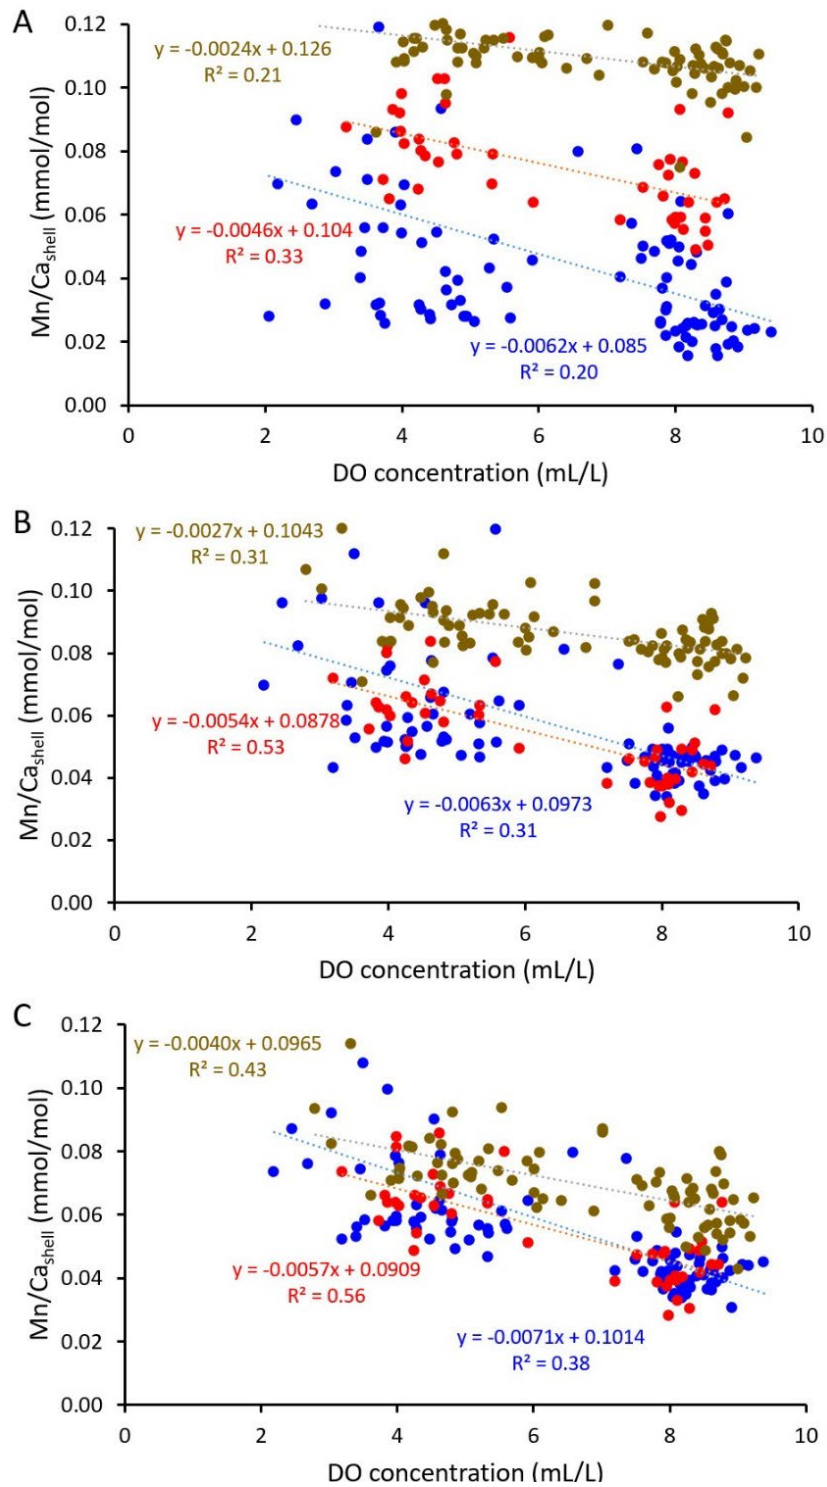 A
0.12
y = -0.0024x + 0.126
R² = 0.21
0.10
0.08
0.06
y = -0.0046x + 0.104
R² = 0.33
0.04
0.02
y = -0.0062x + 0.085
R² = 0.20
0.00
Mn/Ca_shell (mmol/mol)
0 2 4 6 8 10
DO concentration (mL/L)
B
0.12
y = -0.0027x + 0.1043
R² = 0.31
0.10
0.08
0.06
y = -0.0054x + 0.0878
R² = 0.53
0.04
y = -0.0063x + 0.0973
R² = 0.31
0.02
0.00
Mn/Ca_shell (mmol/mol)
0 2 4 6 8 10
DO concentration (mL/L)
C
0.12
y = -0.0040x + 0.0965
R² = 0.43
0.10
0.08
0.06
0.04
y = -0.0057x + 0.0909
R² = 0.56
0.02
y = -0.0071x + 0.1014
R² = 0.38
0.00
Mn/Ca_shell (mmol/mol)
0 2 4 6 8 10
DO concentration (mL/L)